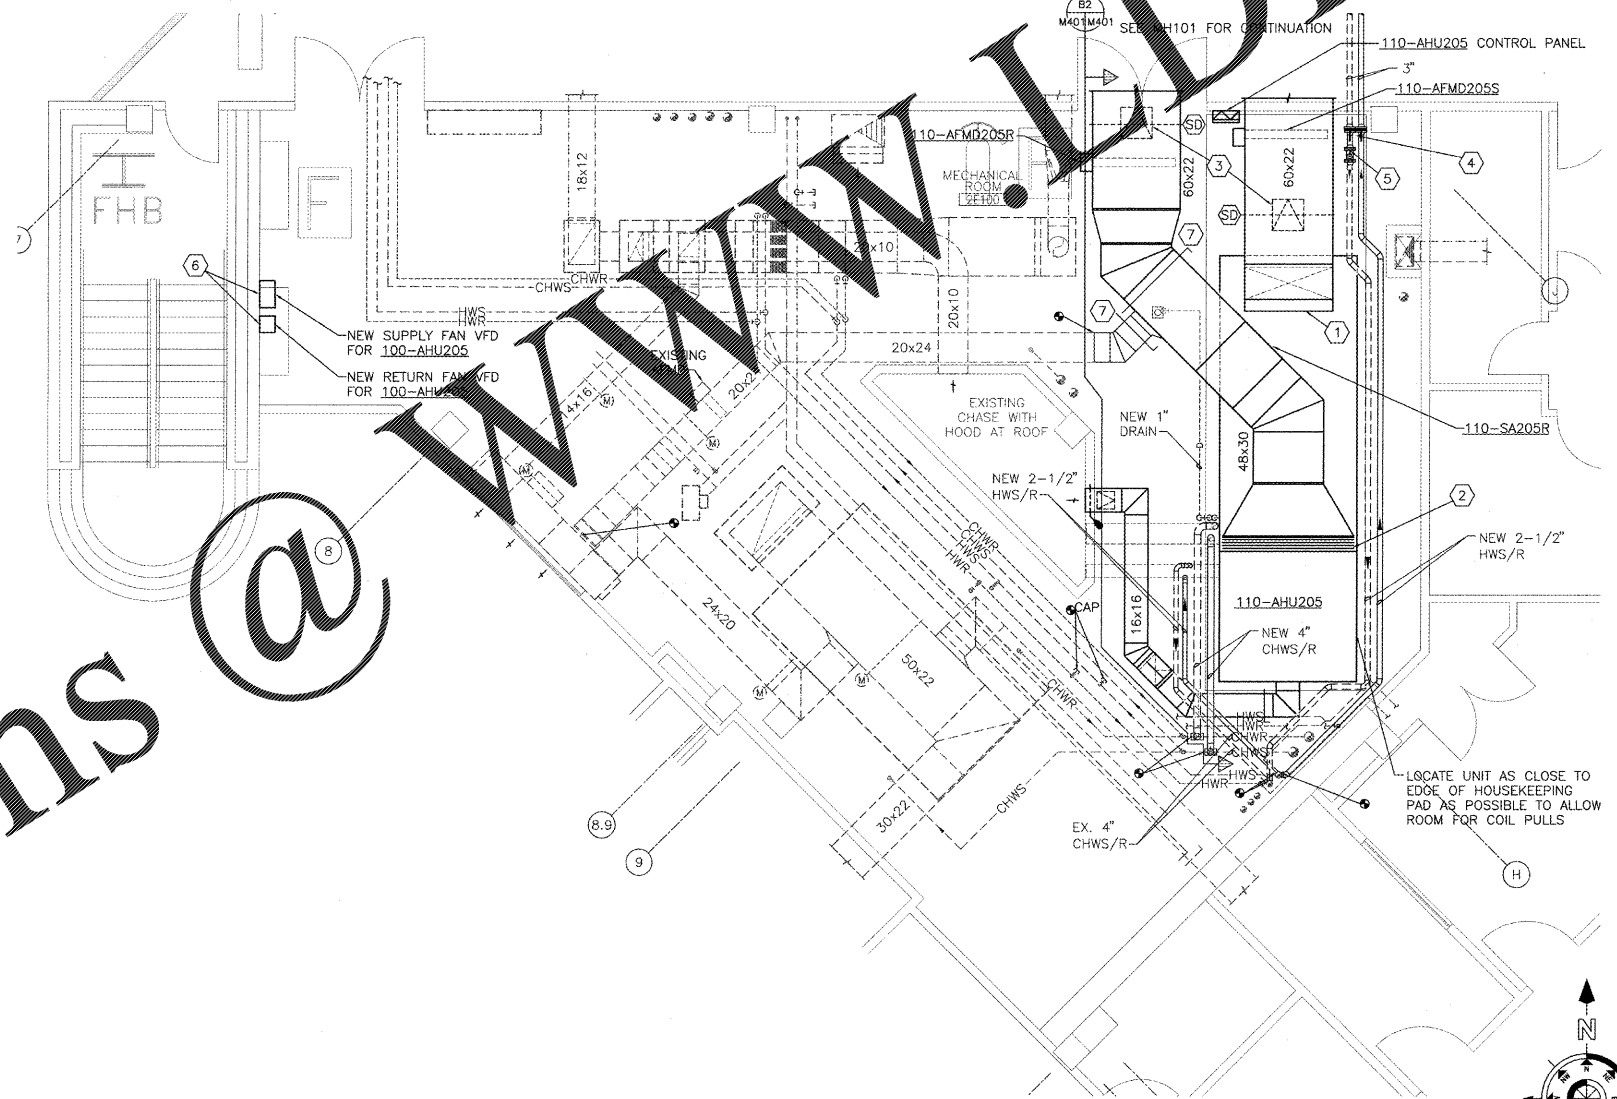 B2
M401 M401
SEE MH101 FOR CONTINUATION
110-AHU205 CONTROL PANEL
3"
110-AFMD205S
110-AFMD205R
SD
3
4
5
60x22
60x22
SD
MECHANICAL
ROOM
2E100
18x12
FHB
F
7
6
7
7
20x10
20x10
CHWR
CHWS
HWS
HWR
NEW SUPPLY FAN VFD
FOR 100-AHU205
NEW RETURN FAN VFD
FOR
EXISTING
20x24
14x16
M
M
M
EXISTING
CHASE WITH
HOOD AT ROOF
NEW 1"
DRAIN
1
J
110-SA205R
48x30
NEW 2-1/2"
HWS/R
2
NEW 2-1/2"
HWS/R
8
CHWR
CHWS
HWS
HWR
CAP
16x16
110-AHU205
NEW 4"
CHWS/R
24x20
50x22
M
M
CHWR
HWS
HWR
CHWR
CHWS
HWS
HWR
CHWS
30x22
8.9
9
EX. 4"
CHWS/R
LOCATE UNIT AS CLOSE TO
EDGE OF HOUSEKEEPING
PAD AS POSSIBLE TO ALLOW
ROOM FOR COIL PULLS
H
N
N
NW
NE
ns @ WWW LD